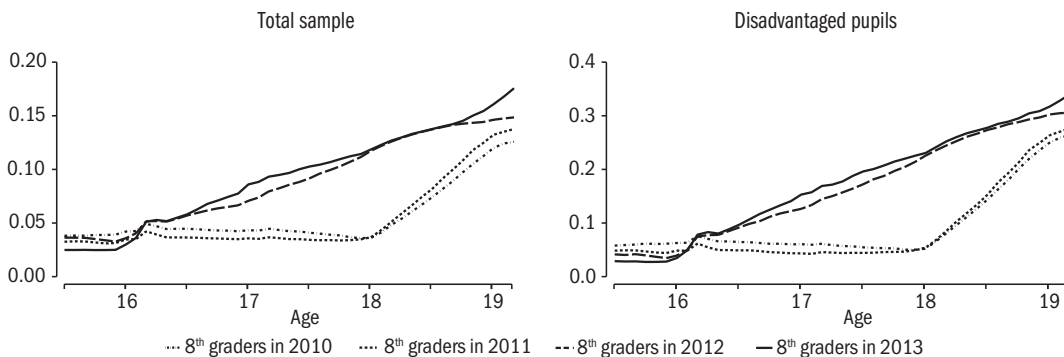 Total sample
0.20
0.15
0.10
0.05
0.00
16 17 18 19
Age
Disadvantaged pupils
0.4
0.3
0.2
0.1
0.0
16 17 18 19
Age
8th graders in 2010 8th graders in 2011 8th graders in 2012 8th graders in 2013